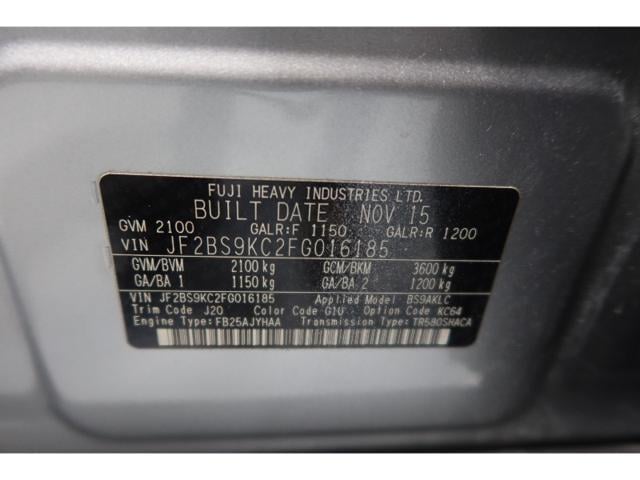 FUJI HEAVY INDUSTRIES LTD.
BUILT DATE NOV 15
GVM 2100 GALR:F 1150 GALR:R 1200
VIN JF2BS9KC2FG016185
GVM/BVM 2100 kg GCM/BKM 3600 kg
GA/BA 1 1150 kg GA/BA 2 1200 kg
VIN JF2BS9KC2FG016185 Applied Model BS9AKLC
Trim Code J20 Color Code G1U Option Code KC64
Engine Type: FB25AJYHAA Transmission Type: TR580SHACA